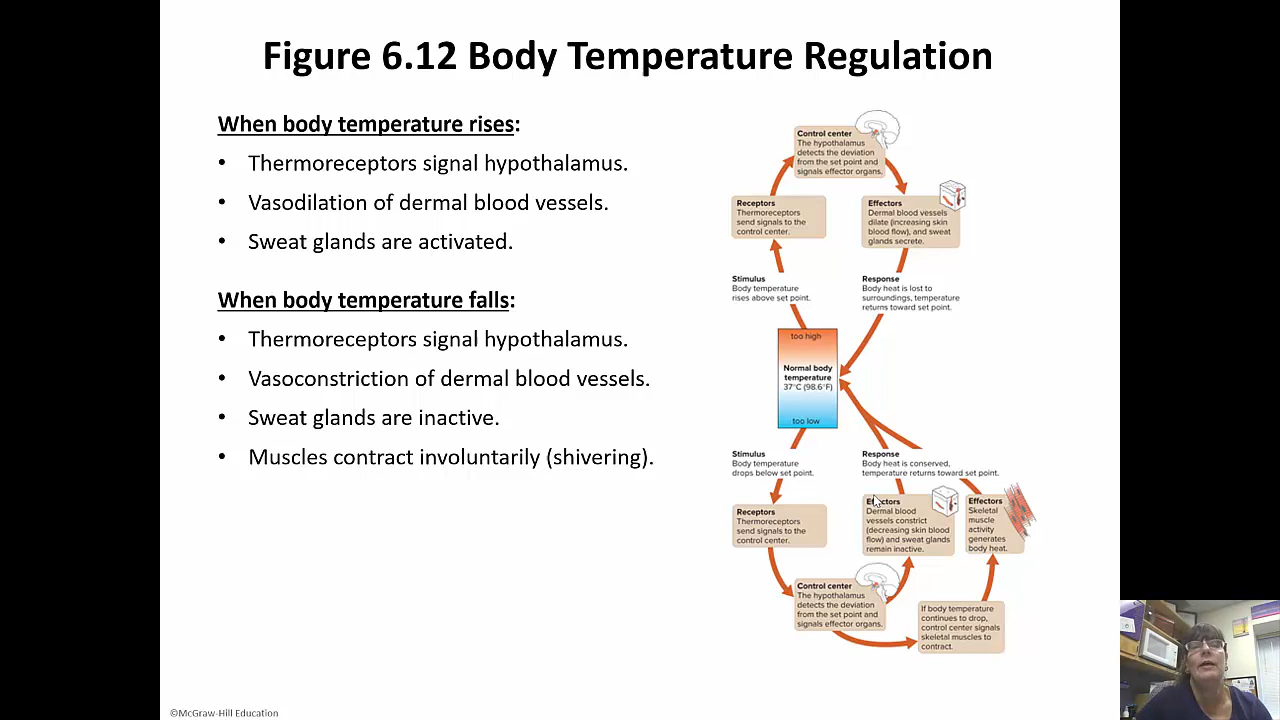 Figure 6.12 Body Temperature Regulation
When body temperature rises:
• Thermoreceptors signal hypothalamus.
• Vasodilation of dermal blood vessels.
• Sweat glands are activated.
When body temperature falls:
• Thermoreceptors signal hypothalamus.
• Vasoconstriction of dermal blood vessels.
• Sweat glands are inactive.
• Muscles contract involuntarily (shivering).
Control center
The hypothalamus
detects the deviation
from the set point and
signals effector organs.
Receptors
Thermoreceptors
send signals to the
control center.
Effectors
Dermal blood vessels
dilate (increasing skin
blood flow), and sweat
glands secrete.
Stimulus
Body temperature
rises above set point.
Response
Body heat is lost to
surroundings, temperature
returns toward set point.
too high
Normal body
temperature
37°C (98.6°F)
too low
Stimulus
Body temperature
drops below set point.
Response
Body heat is conserved,
temperature returns toward set point.
Receptors
Thermoreceptors
send signals to the
control center.
Effectors
Dermal blood
vessels constrict
(decreasing skin blood
flow) and sweat glands
remain inactive.
Effectors
Skeletal
muscle
activity
generates
body heat.
Control center
The hypothalamus
detects the deviation
from the set point and
signals effector organs.
If body temperature
continues to drop,
control center signals
skeletal muscles to
contract.
©McGraw-Hill Education